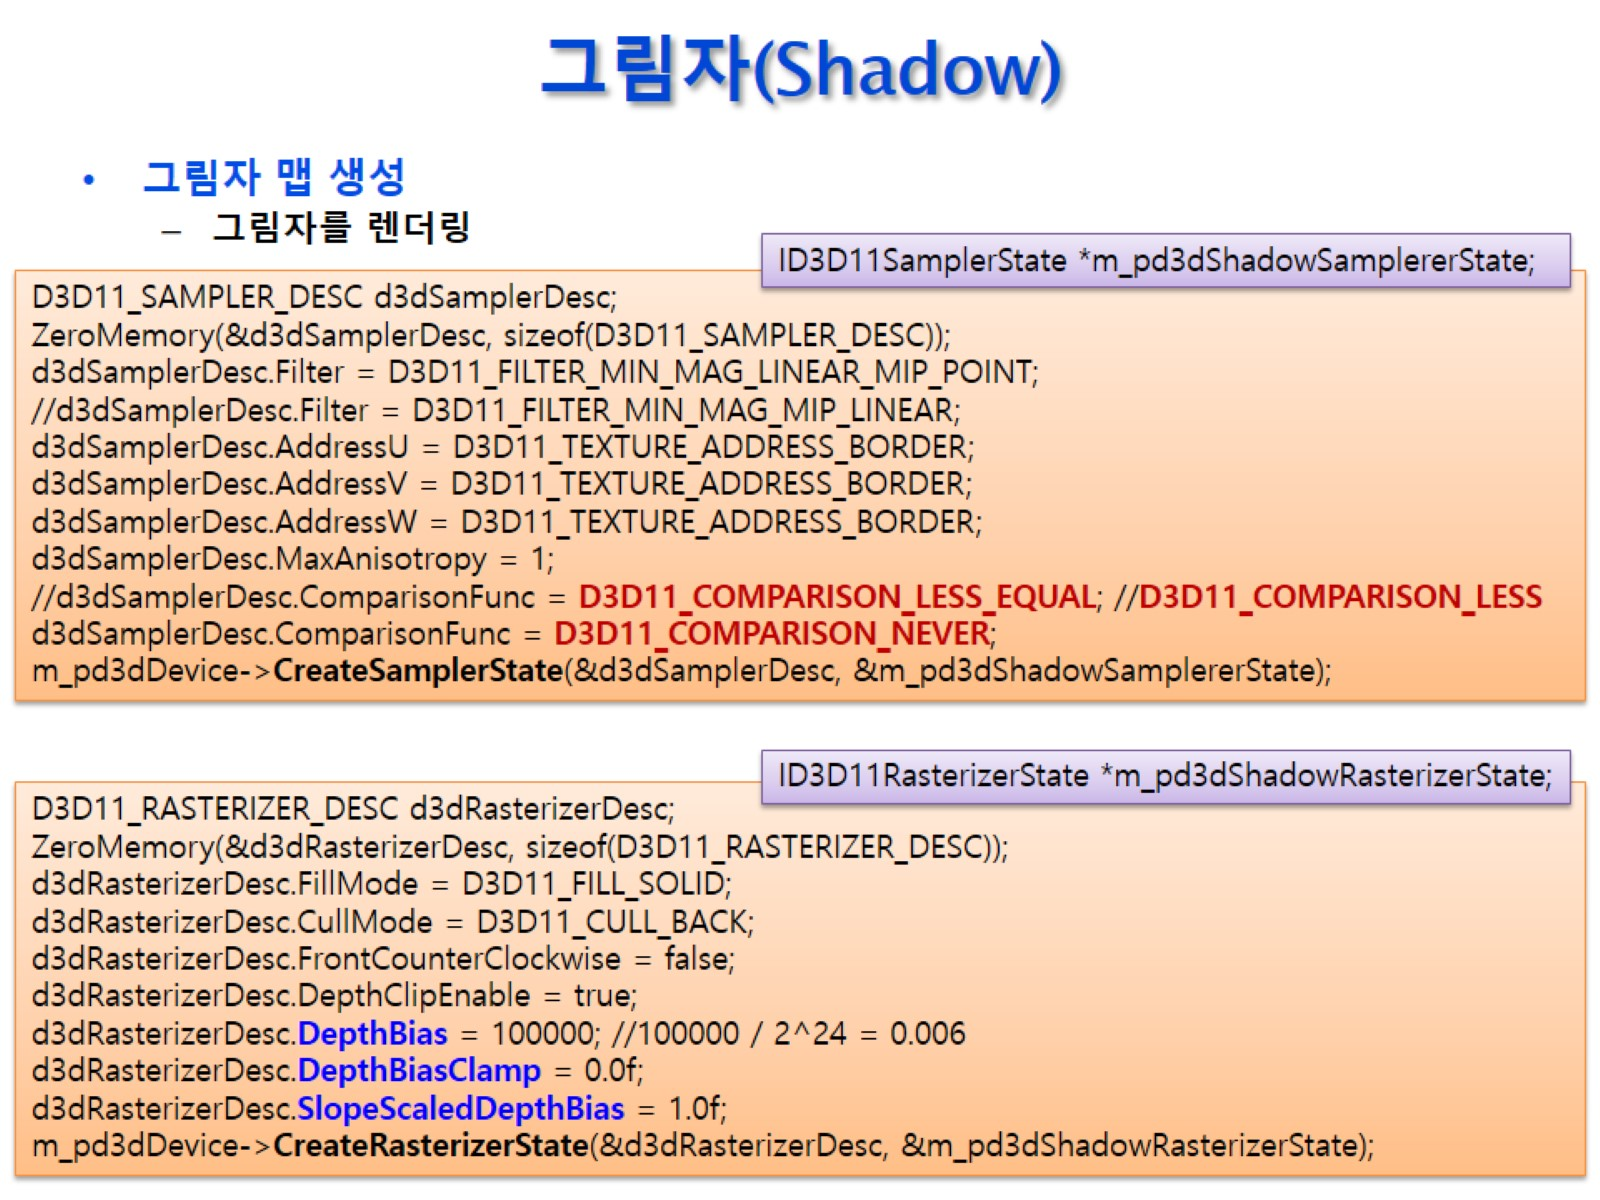 그림자(Shadow)
• 그림자 맵 생성
– 그림자를 렌더링
ID3D11SamplerState *m_pd3dShadowSamplererState;
D3D11_SAMPLER_DESC d3dSamplerDesc;
ZeroMemory(&d3dSamplerDesc, sizeof(D3D11_SAMPLER_DESC));
d3dSamplerDesc.Filter = D3D11_FILTER_MIN_MAG_LINEAR_MIP_POINT;
//d3dSamplerDesc.Filter = D3D11_FILTER_MIN_MAG_MIP_LINEAR;
d3dSamplerDesc.AddressU = D3D11_TEXTURE_ADDRESS_BORDER;
d3dSamplerDesc.AddressV = D3D11_TEXTURE_ADDRESS_BORDER;
d3dSamplerDesc.AddressW = D3D11_TEXTURE_ADDRESS_BORDER;
d3dSamplerDesc.MaxAnisotropy = 1;
//d3dSamplerDesc.ComparisonFunc = D3D11_COMPARISON_LESS_EQUAL; //D3D11_COMPARISON_LESS
d3dSamplerDesc.ComparisonFunc = D3D11_COMPARISON_NEVER;
m_pd3dDevice->CreateSamplerState(&d3dSamplerDesc, &m_pd3dShadowSamplererState);
ID3D11RasterizerState *m_pd3dShadowRasterizerState;
D3D11_RASTERIZER_DESC d3dRasterizerDesc;
ZeroMemory(&d3dRasterizerDesc, sizeof(D3D11_RASTERIZER_DESC));
d3dRasterizerDesc.FillMode = D3D11_FILL_SOLID;
d3dRasterizerDesc.CullMode = D3D11_CULL_BACK;
d3dRasterizerDesc.FrontCounterClockwise = false;
d3dRasterizerDesc.DepthClipEnable = true;
d3dRasterizerDesc.DepthBias = 100000; //100000 / 2^24 = 0.006
d3dRasterizerDesc.DepthBiasClamp = 0.0f;
d3dRasterizerDesc.SlopeScaledDepthBias = 1.0f;
m_pd3dDevice->CreateRasterizerState(&d3dRasterizerDesc, &m_pd3dShadowRasterizerState);